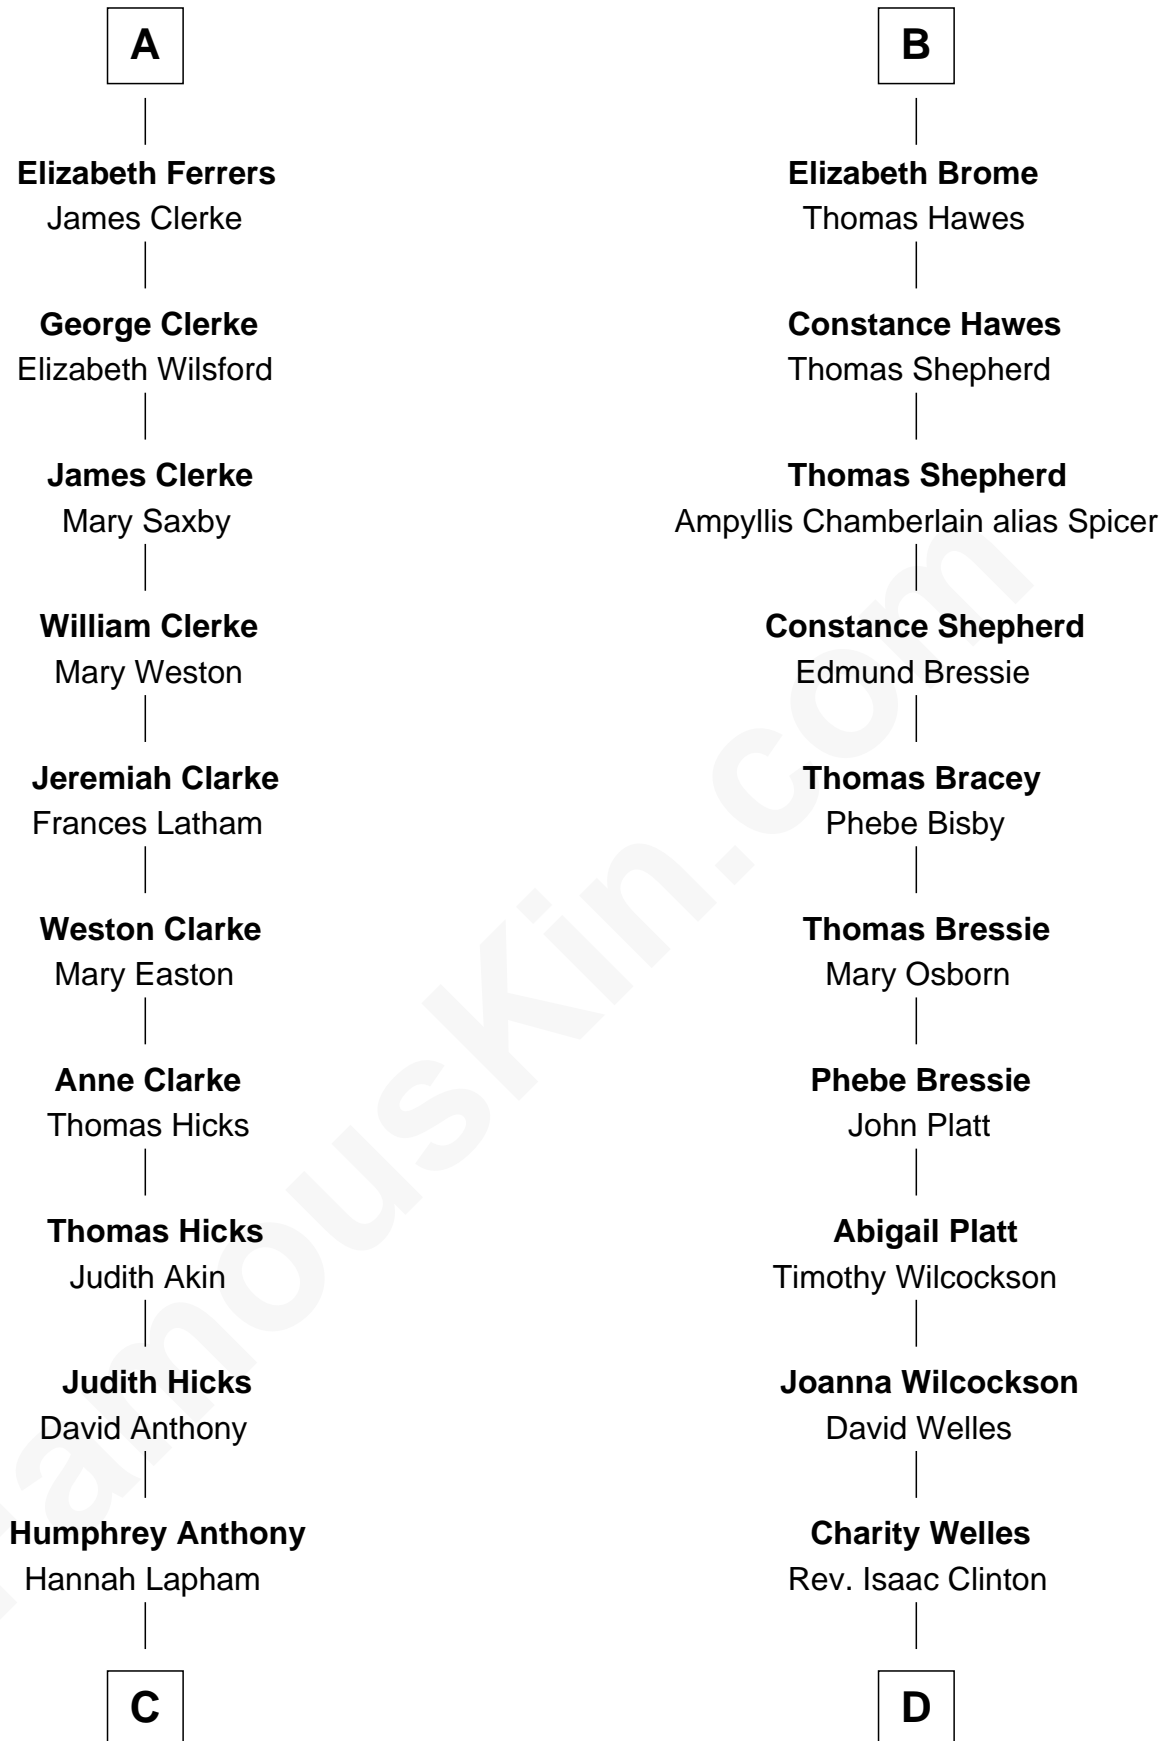 A
Elizabeth Ferrers
James Clerke
George Clerke
Elizabeth Wilsford
James Clerke
Mary Saxby
William Clerke
Mary Weston
Jeremiah Clarke
Frances Latham
Weston Clarke
Mary Easton
Anne Clarke
Thomas Hicks
Thomas Hicks
Judith Akin
Judith Hicks
David Anthony
Humphrey Anthony
Hannah Lapham
C
B
Elizabeth Brome
Thomas Hawes
Constance Hawes
Thomas Shepherd
Thomas Shepherd
Ampyllis Chamberlain alias Spicer
Constance Shepherd
Edmund Bressie
Thomas Bracey
Phebe Bisby
Thomas Bressie
Mary Osborn
Phebe Bressie
John Platt
Abigail Platt
Timothy Wilcockson
Joanna Wilcockson
David Welles
Charity Welles
Rev. Isaac Clinton
D
FamousKin.com